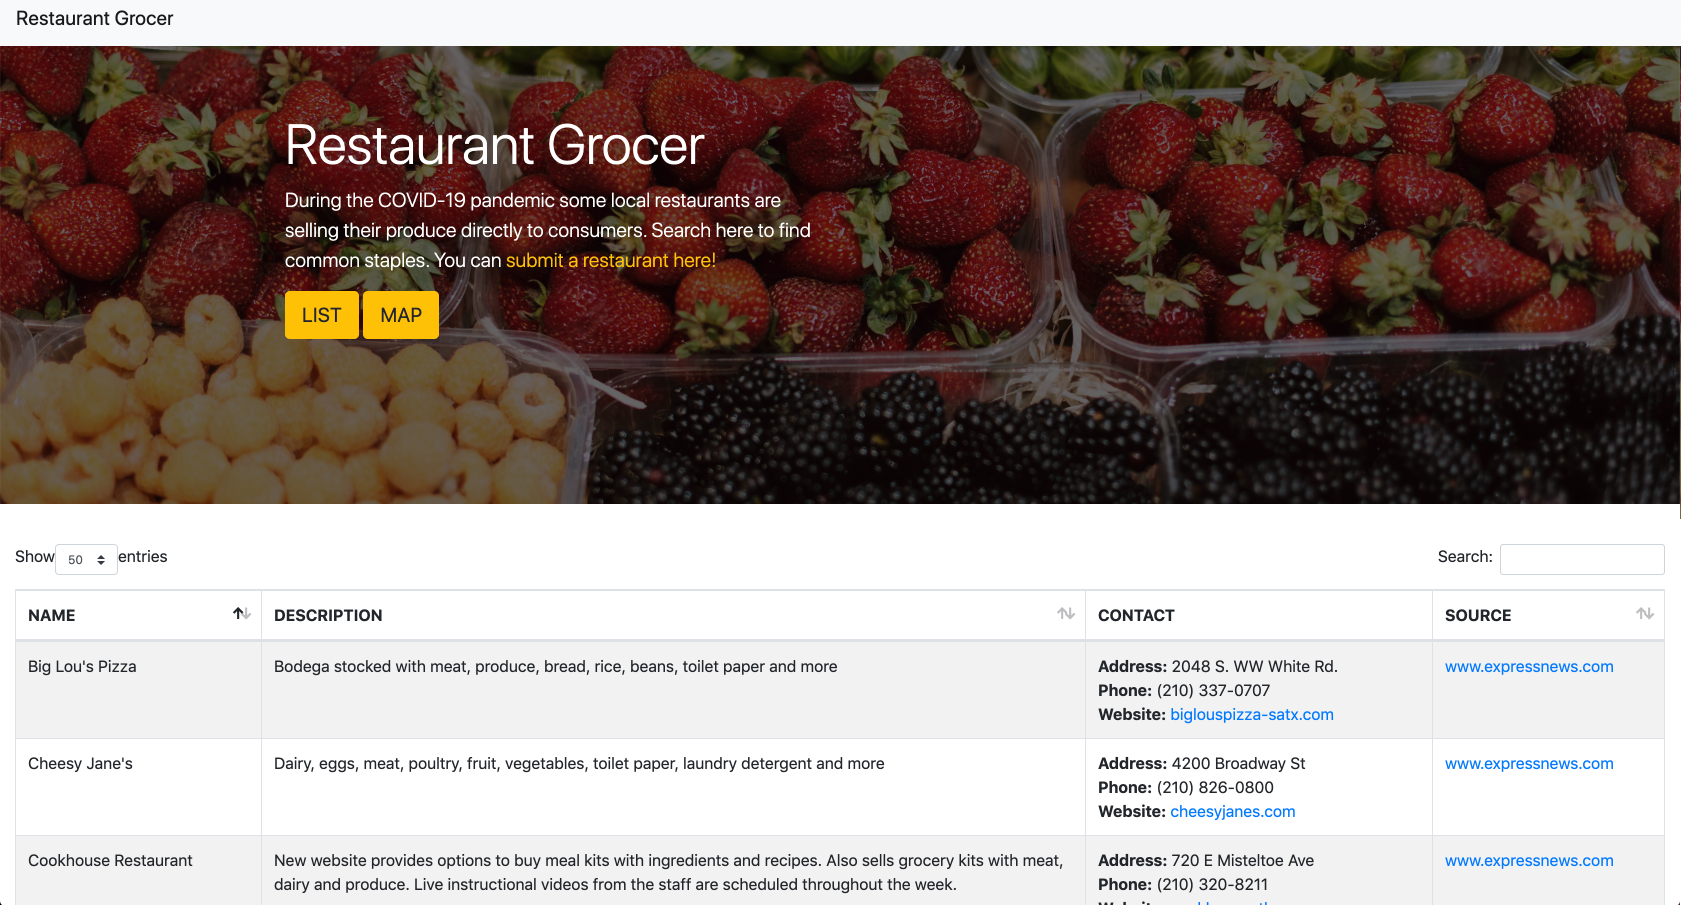 Restaurant Grocer
Restaurant Grocer
During the COVID-19 pandemic some local restaurants are
selling their produce directly to consumers. Search here to find
common staples. You can submit a restaurant here!
LIST MAP
Show 50 entries
Search:
NAME DESCRIPTION CONTACT SOURCE
Big Lou's Pizza
Bodega stocked with meat, produce, bread, rice, beans, toilet paper and more
Address: 2048 S. WW White Rd.
Phone: (210) 337-0707
Website: biglouspizza-satx.com
www.expressnews.com
Cheesy Jane's
Dairy, eggs, meat, poultry, fruit, vegetables, toilet paper, laundry detergent and more
Address: 4200 Broadway St
Phone: (210) 826-0800
Website: cheesyjanes.com
www.expressnews.com
Cookhouse Restaurant
New website provides options to buy meal kits with ingredients and recipes. Also sells grocery kits with meat,
dairy and produce. Live instructional videos from the staff are scheduled throughout the week.
Address: 720 E Misteltoe Ave
Phone: (210) 320-8211
www.expressnews.com